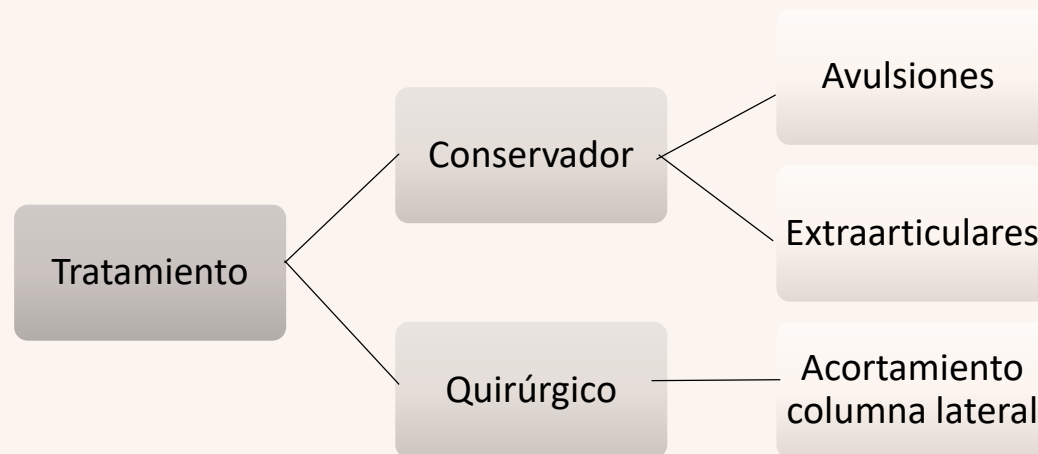 Tratamiento
Conservador
Avulsiones
Extraarticulares
Quirúrgico
Acortamiento
columna lateral